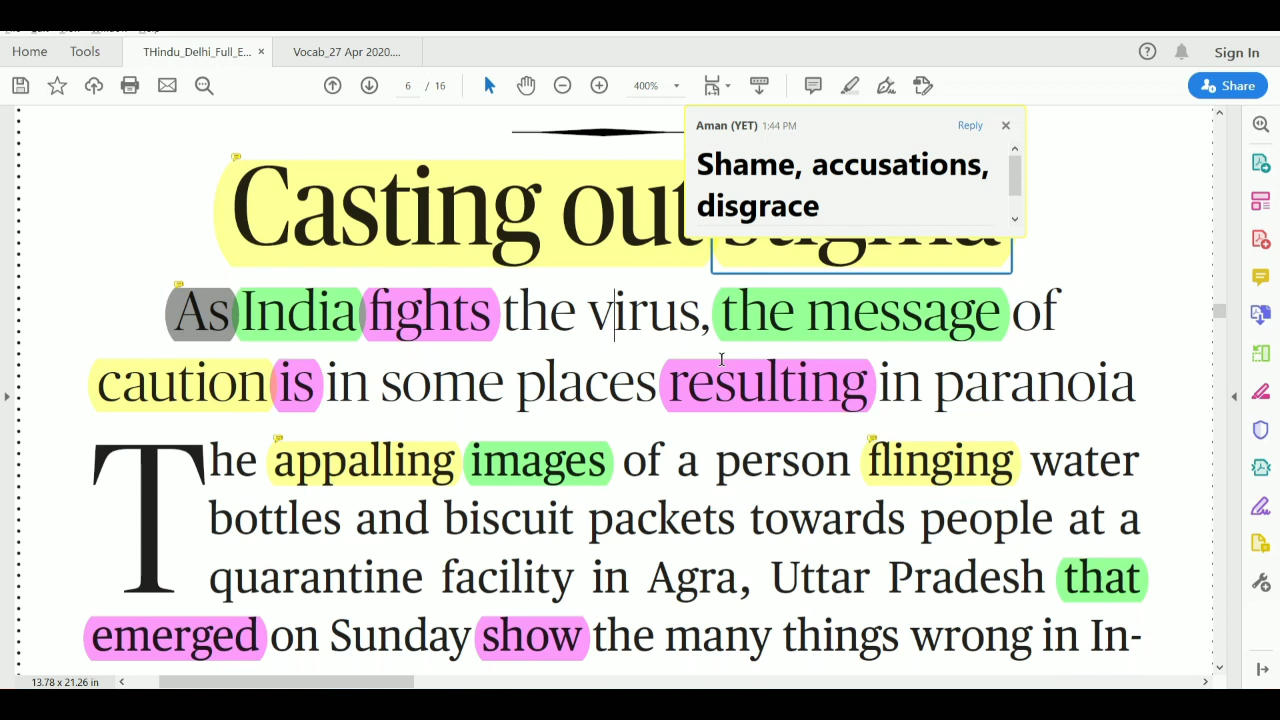 Home Tools THindu_Delhi_Full_E... × Vocab_27 Apr 2020.... Sign In
6 / 16 400% Share
Aman (YET) 1:44 PM Reply
Shame, accusations,
disgrace
Casting out stigma
As India fights the virus, the message of
caution is in some places resulting in paranoia
The appalling images of a person flinging water
bottles and biscuit packets towards people at a
quarantine facility in Agra, Uttar Pradesh that
emerged on Sunday show the many things wrong in In-
13.78 x 21.26 in